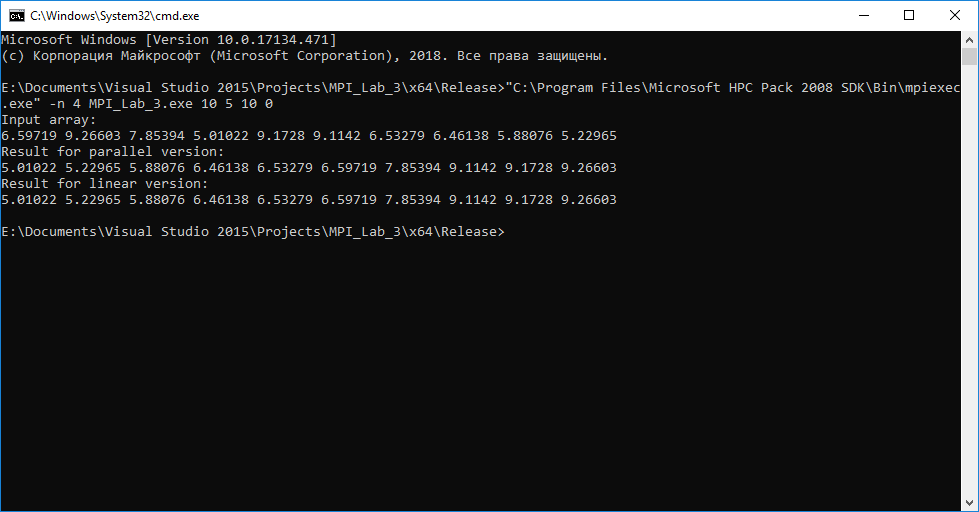 C:\Windows\System32\cmd.exe
Microsoft Windows [Version 10.0.17134.471]
(c) Корпорация Майкрософт (Microsoft Corporation), 2018. Все права защищены.
E:\Documents\Visual Studio 2015\Projects\MPI_Lab_3\x64\Release>"C:\Program Files\Microsoft HPC Pack 2008 SDK\Bin\mpiexec
.exe" -n 4 MPI_Lab_3.exe 10 5 10 0
Input array:
6.59719 9.26603 7.85394 5.01022 9.1728 9.1142 6.53279 6.46138 5.88076 5.22965
Result for parallel version:
5.01022 5.22965 5.88076 6.46138 6.53279 6.59719 7.85394 9.1142 9.1728 9.26603
Result for linear version:
5.01022 5.22965 5.88076 6.46138 6.53279 6.59719 7.85394 9.1142 9.1728 9.26603
E:\Documents\Visual Studio 2015\Projects\MPI_Lab_3\x64\Release>